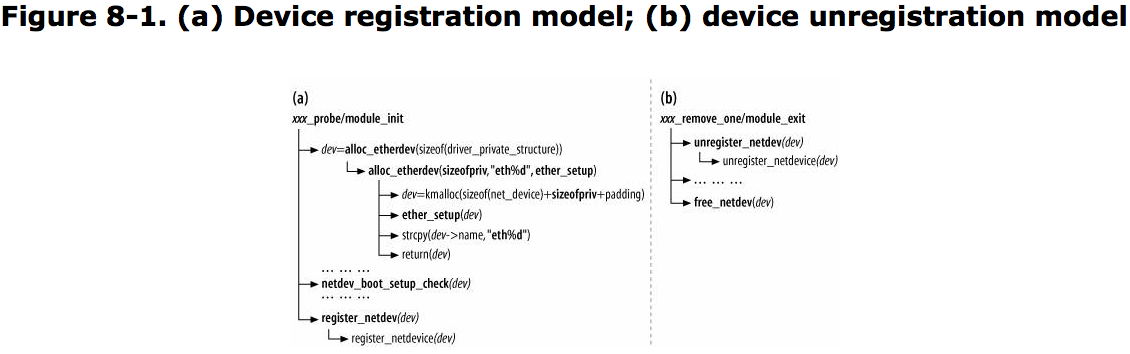 Figure 8-1. (a) Device registration model; (b) device unregistration model
(a)
xxx_probe/module_init
dev=alloc_etherdev(sizeof(driver_private_structure))
alloc_etherdev(sizeofpriv,"eth%d",ether_setup)
dev=kmalloc(sizeof(net_device)+sizeofpriv+padding)
ether_setup(dev)
strcpy(dev->name,"eth%d")
return(dev)
... ... ...
netdev_boot_setup_check(dev)
... ... ...
register_netdev(dev)
register_netdevice(dev)
(b)
xxx_remove_one/module_exit
unregister_netdev(dev)
unregister_netdevice(dev)
... ... ...
free_netdev(dev)